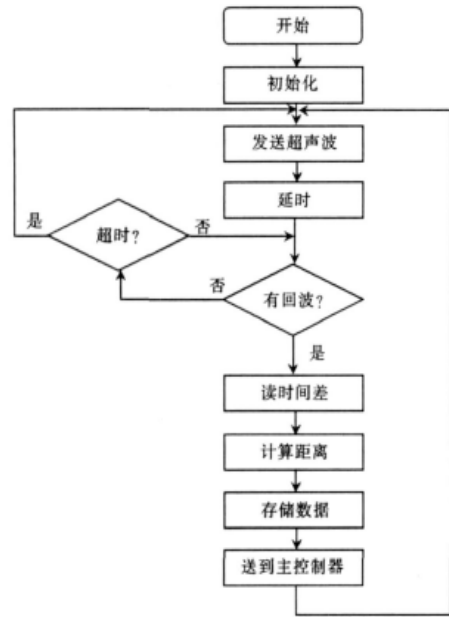 开始
初始化
发送超声波
延时
是
超时?
否
否
有回波?
是
读时间差
计算距离
存储数据
送到主控制器